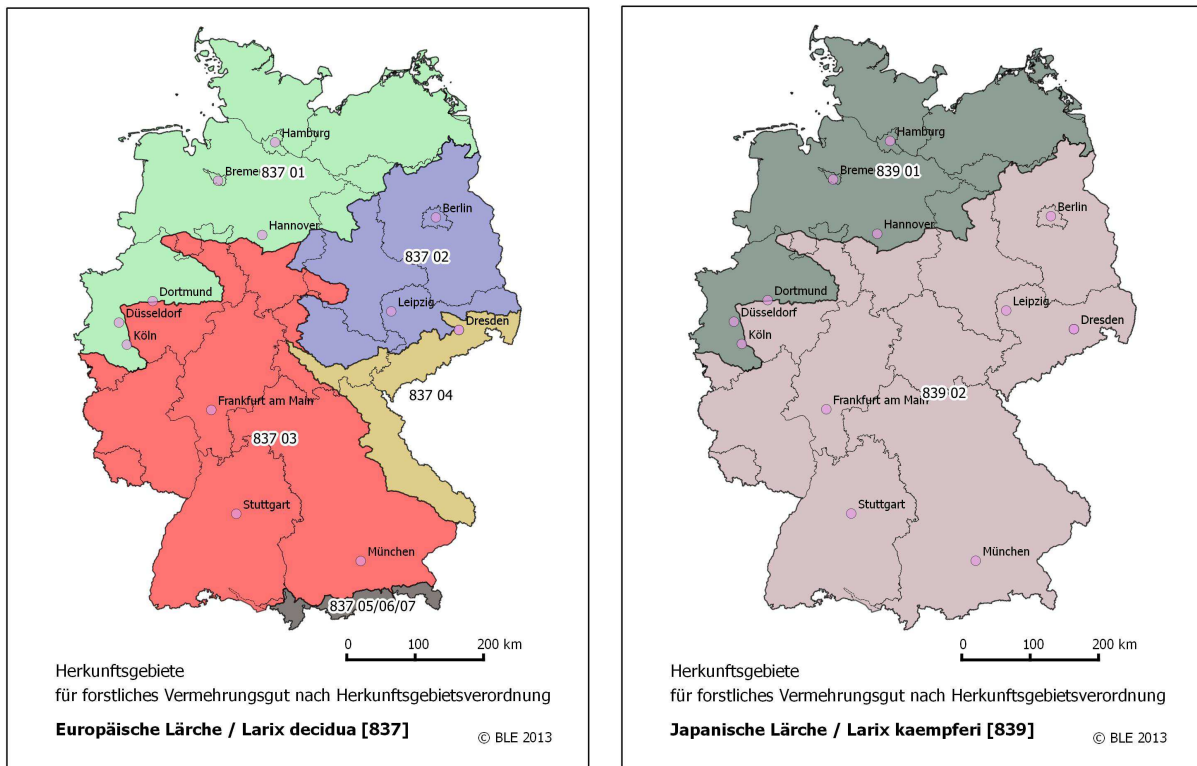 Hamburg
Breme
837 01
Hannover
Berlin
837 02
Dortmund
Düsseldorf
Köln
Leipzig
Dresden
837 04
Frankfurt am Main
837 03
Stuttgart
München
837 05/06/07
0 100 200 km
Herkunftsgebiete
für forstliches Vermehrungsgut nach Herkunftsgebietsverordnung
Europäische Lärche / Larix decidua [837]
© BLE 2013
Hamburg
Breme
839 01
Hannover
Berlin
Dortmund
Düsseldorf
Köln
Leipzig
Dresden
Frankfurt am Main
839 02
Stuttgart
München
0 100 200 km
Herkunftsgebiete
für forstliches Vermehrungsgut nach Herkunftsgebietsverordnung
Japanische Lärche / Larix kaempferi [839]
© BLE 2013